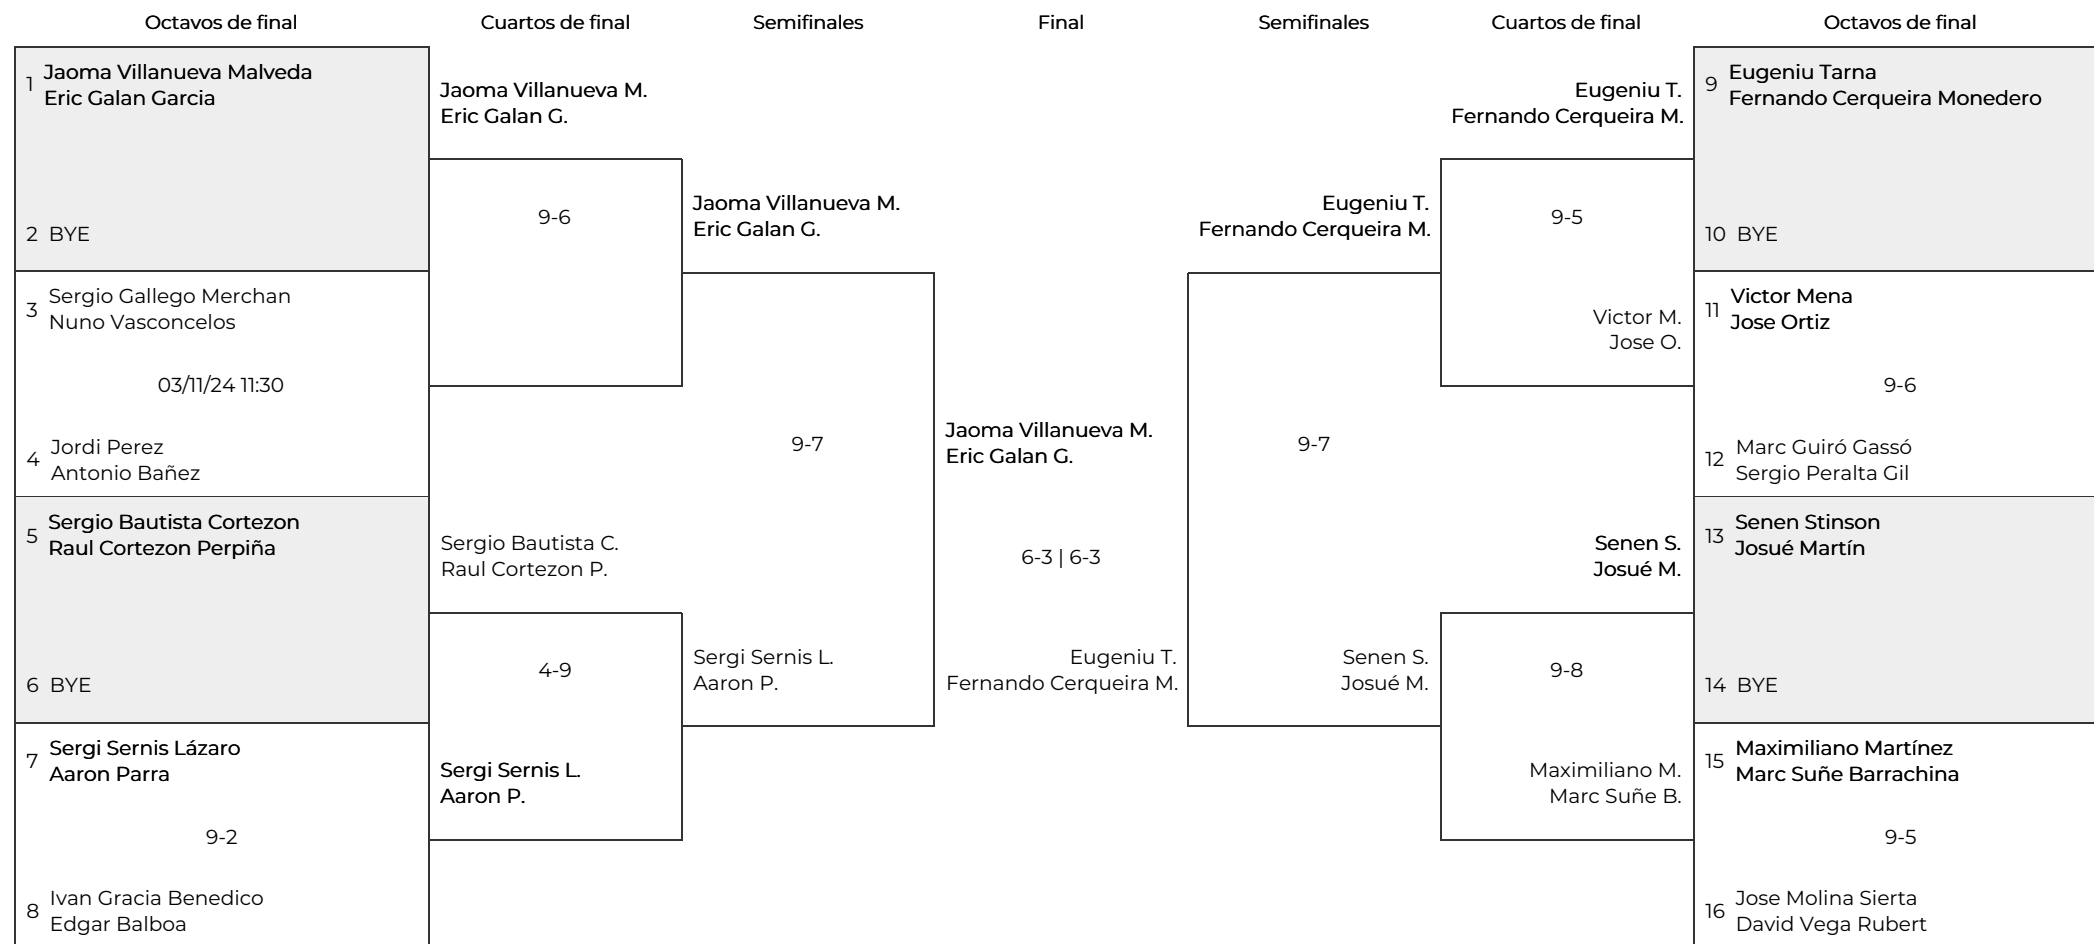 Octavos de final
Cuartos de final
Semifinales
Final
Semifinales
Cuartos de final
Octavos de final
1 Jaoma Villanueva Malveda
Eric Galan Garcia
2 BYE
3 Sergio Gallego Merchan
Nuno Vasconcelos
03/11/24 11:30
4 Jordi Perez
Antonio Bañez
5 Sergio Bautista Cortezon
Raul Cortezon Perpiña
6 BYE
7 Sergi Sernis Lázaro
Aaron Parra
9-2
8 Ivan Gracia Benedico
Edgar Balboa
Jaoma Villanueva M.
Eric Galan G.
9-6
Sergio Bautista C.
Raul Cortezon P.
4-9
Sergi Sernis L.
Aaron P.
Jaoma Villanueva M.
Eric Galan G.
9-7
Sergi Sernis L.
Aaron P.
Jaoma Villanueva M.
Eric Galan G.
6-3 | 6-3
Eugeniu T.
Fernando Cerqueira M.
Eugeniu T.
Fernando Cerqueira M.
9-7
Senen S.
Josué M.
Eugeniu T.
Fernando Cerqueira M.
9-5
Victor M.
Jose O.
Senen S.
Josué M.
9-8
Maximiliano M.
Marc Suñe B.
9 Eugeniu Tarna
Fernando Cerqueira Monedero
10 BYE
11 Victor Mena
Jose Ortiz
9-6
12 Marc Guiró Gassó
Sergio Peralta Gil
13 Senen Stinson
Josué Martín
14 BYE
15 Maximiliano Martínez
Marc Suñe Barrachina
9-5
16 Jose Molina Sierta
David Vega Rubert